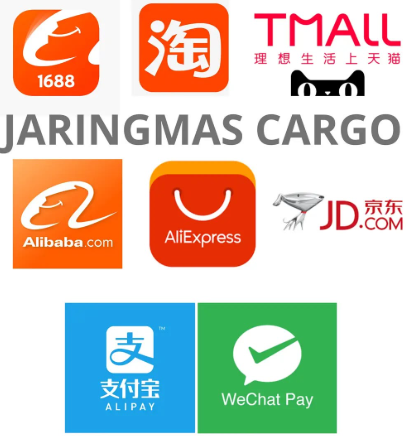 1688
淘
TMALL
理想生活上天猫
JARINGMAS CARGO
Alibaba.com
AliExpress
京东
JD.COM
支
TM
支付宝
ALIPAY
WeChat Pay